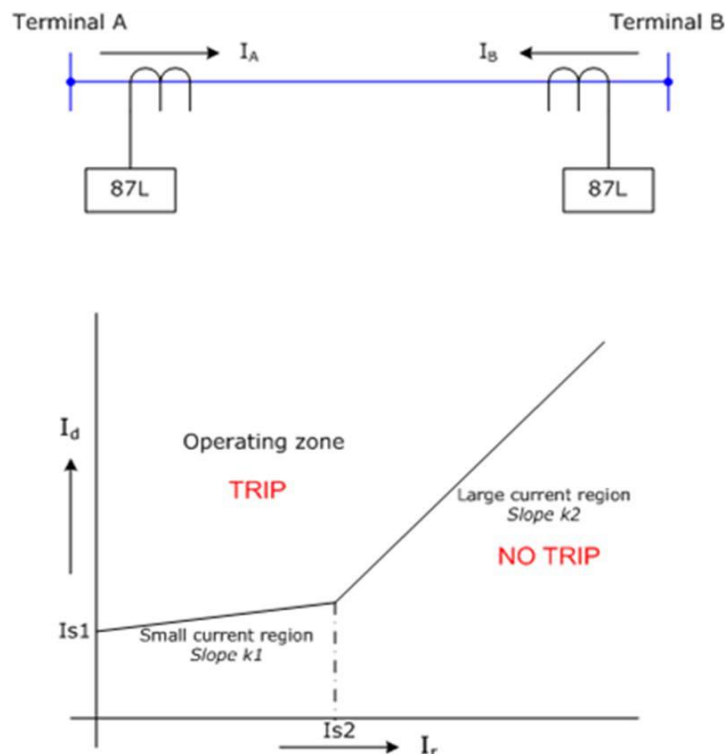 Terminal A
Terminal B
I_A
I_B
87L
87L
I_d
Operating zone
TRIP
Large current region
Slope k2
NO TRIP
Is1
Small current region
Slope k1
Is2
I_r